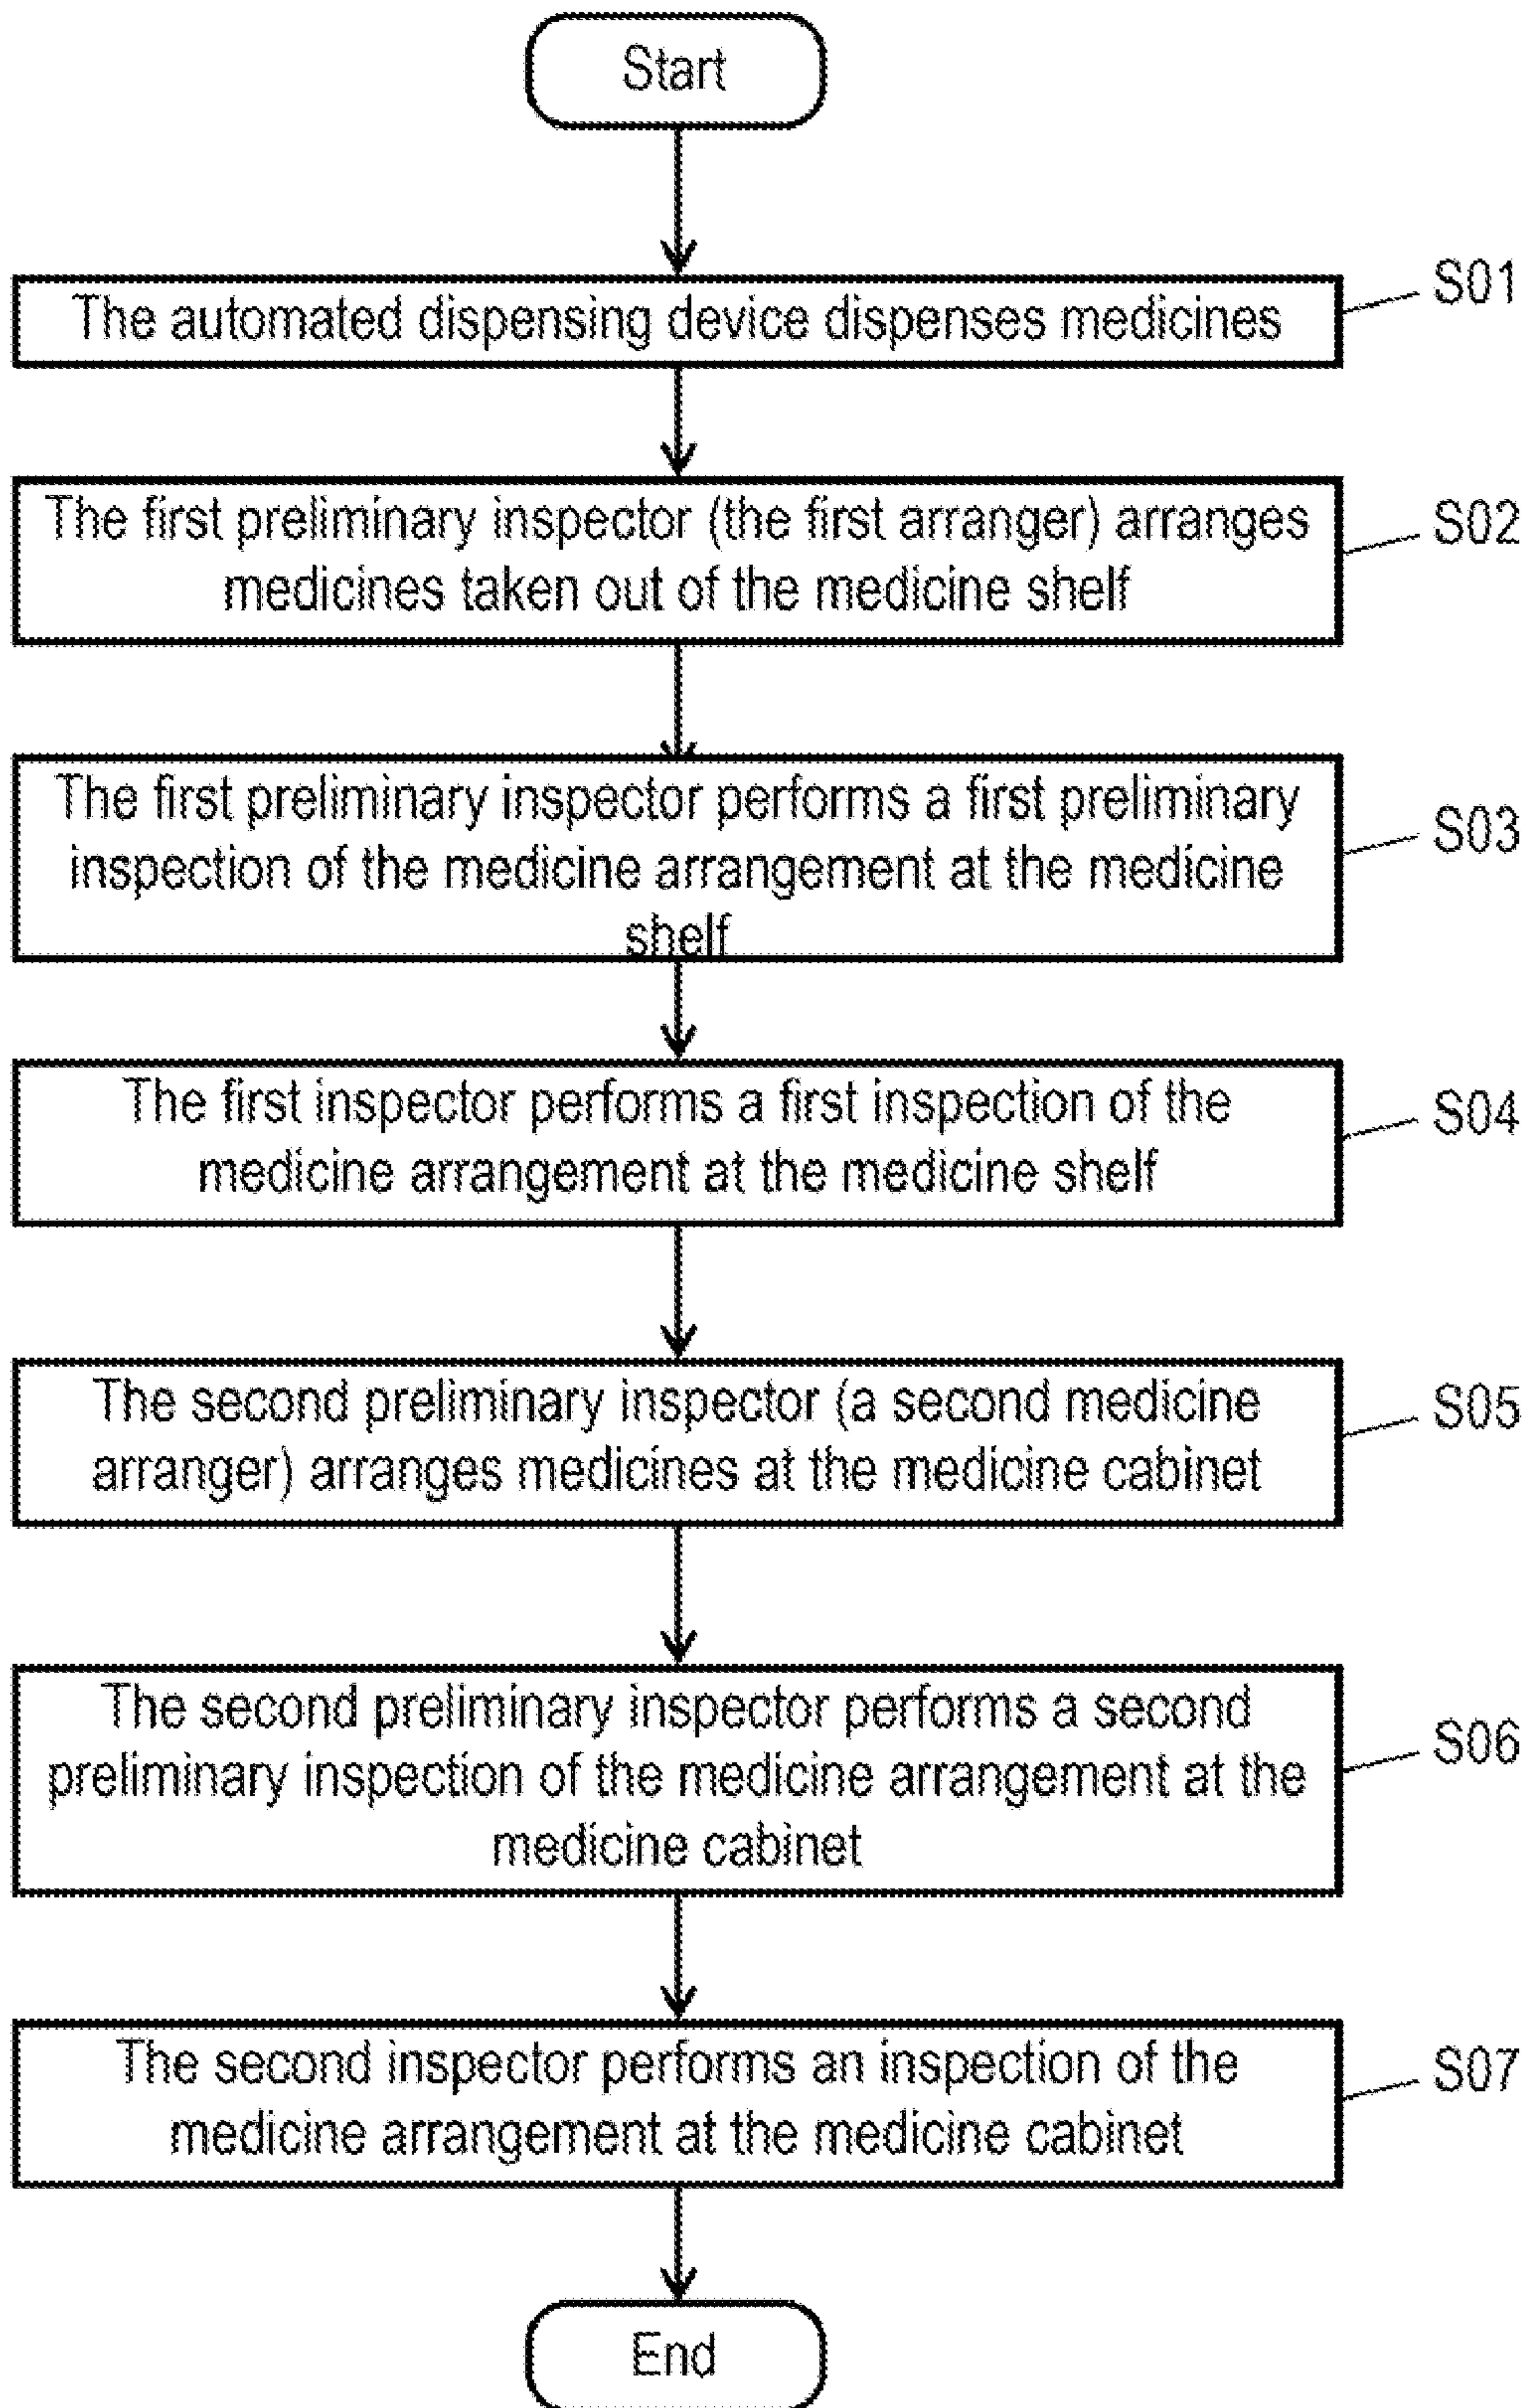 Start
The automated dispensing device dispenses medicines
S01
The first preliminary inspector (the first arranger) arranges
medicines taken out of the medicine shelf
S02
The first preliminary inspector performs a first preliminary
inspection of the medicine arrangement at the medicine
shelf
S03
The first inspector performs a first inspection of the
medicine arrangement at the medicine shelf
S04
The second preliminary inspector (a second medicine
arranger) arranges medicines at the medicine cabinet
S05
The second preliminary inspector performs a second
preliminary inspection of the medicine arrangement at the
medicine cabinet
S06
The second inspector performs an inspection of the
medicine arrangement at the medicine cabinet
S07
End